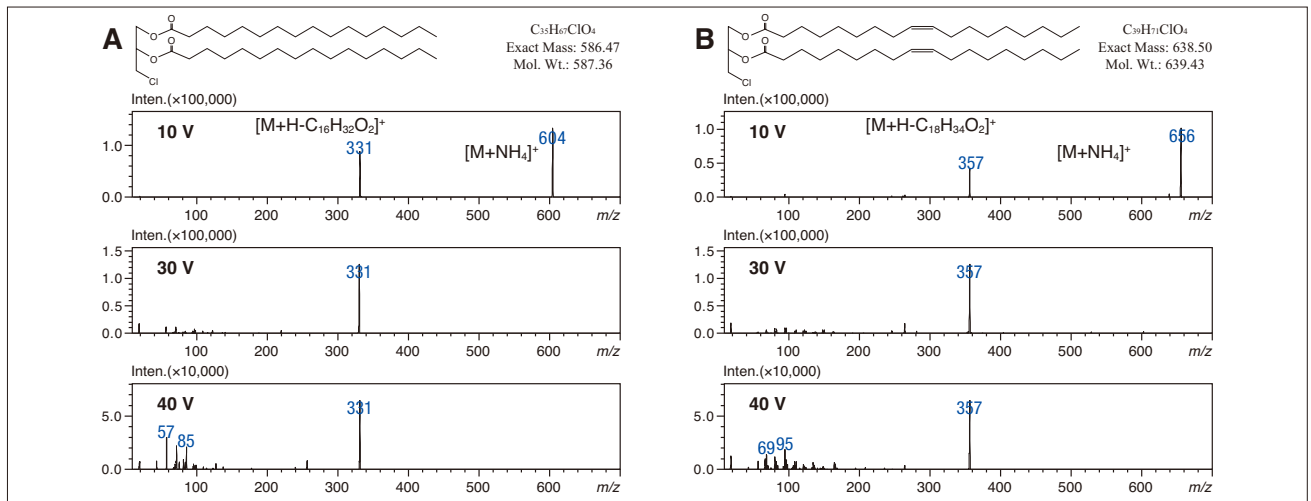 A
O
O
O
O
Cl
C₃₅H₆₇ClO₄
Exact Mass: 586.47
Mol. Wt.: 587.36
Inten.(×100,000)
10 V
[M+H-C₁₆H₃₂O₂]⁺
331
[M+NH₄]⁺
604
1.0
0.0
100 200 300 400 500 600 m/z
Inten.(×100,000)
1.5
30 V
331
1.0
0.5
0.0
100 200 300 400 500 600 m/z
Inten.(×10,000)
40 V
331
5.0
57
85
0.0
100 200 300 400 500 600 m/z
B
O
O
O
O
Cl
C₃₉H₇₁ClO₄
Exact Mass: 638.50
Mol. Wt.: 639.43
Inten.(×100,000)
10 V
[M+H-C₁₈H₃₄O₂]⁺
357
[M+NH₄]⁺
656
1.0
0.5
0.0
100 200 300 400 500 600 m/z
Inten.(×100,000)
1.5
30 V
357
1.0
0.5
0.0
100 200 300 400 500 600 m/z
Inten.(×10,000)
40 V
357
5.0
69
95
0.0
100 200 300 400 500 600 m/z